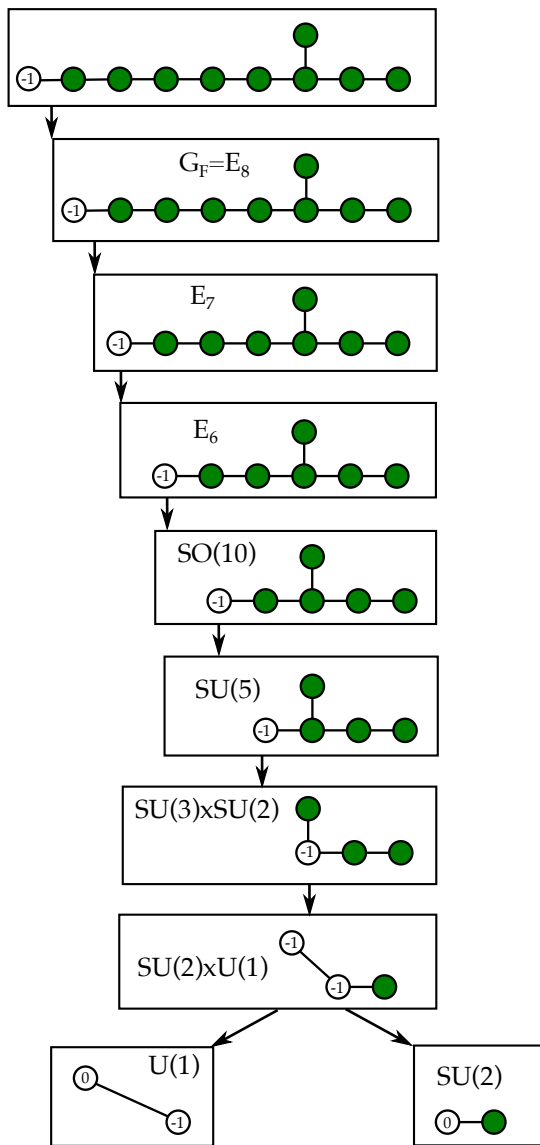 -1
G_F=E_8
-1
E_7
-1
E_6
-1
SO(10)
-1
SU(5)
-1
SU(3)xSU(2)
-1
-1
SU(2)xU(1)
-1
U(1)
0
-1
SU(2)
0